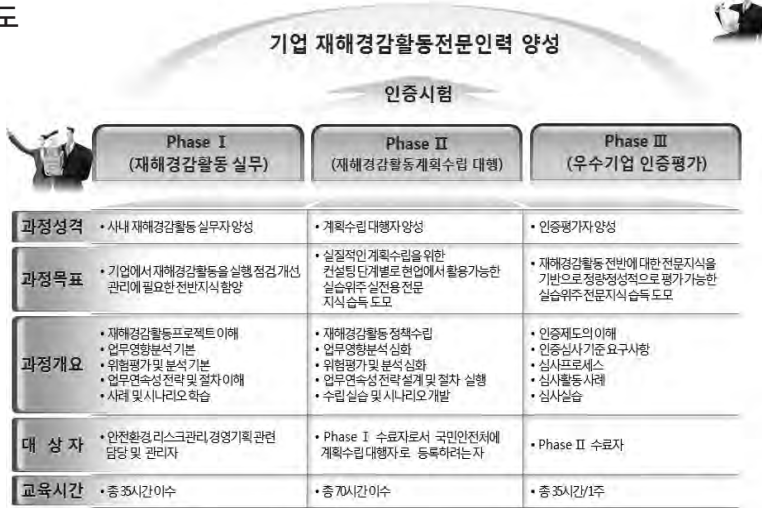 도
기업 재해경감활동전문인력 양성
인증시험
Phase Ⅰ
(재해경감활동 실무)
Phase Ⅱ
(재해경감활동계획수립 대행)
Phase Ⅲ
(우수기업 인증평가)
과정성격
• 사내 재해경감활동 실무자 양성
• 계획수립 대행자 양성
• 인증평가자 양성
과정목표
• 기업에서 재해경감활동을 실행,점검,개선,
관리에 필요한 전반지식 함양
• 실질적인 계획수립을 위한
컨설팅 단계별로 현업에서 활용가능한
실습위주 실전용 전문
지식 습득 도모
• 재해경감활동 전반에 대한 전문지식을
기반으로 정량정성적으로 평가 가능한
실습위주 전문지식 습득 도모
과정개요
• 재해경감활동프로젝트 이해
• 업무영향분석 기본
• 위험평가 및 분석 기본
• 업무연속성 전략 및 절차 이해
• 사례 및 시나리오 학습
• 재해경감활동 정책수립
• 업무영향분석 심화
• 위험평가 및 분석 심화
• 업무연속성 전략 설계 및 절차 실행
• 수립 실습 및 시나리오 개발
• 인증제도의 이해
• 인증심사 기준 요구사항
• 심사프로세스
• 심사활동 사례
• 심사실습
대 상 자
• 안전환경,리스크관리,경영기획 관련
담당 및 관리자
• Phase Ⅰ 수료자로서 국민안전처에
계획수립 대행자로 등록하려는 자
• Phase Ⅱ 수료자
교육시간
• 총 35시간 이수
• 총 70시간 이수
• 총 35시간/1주